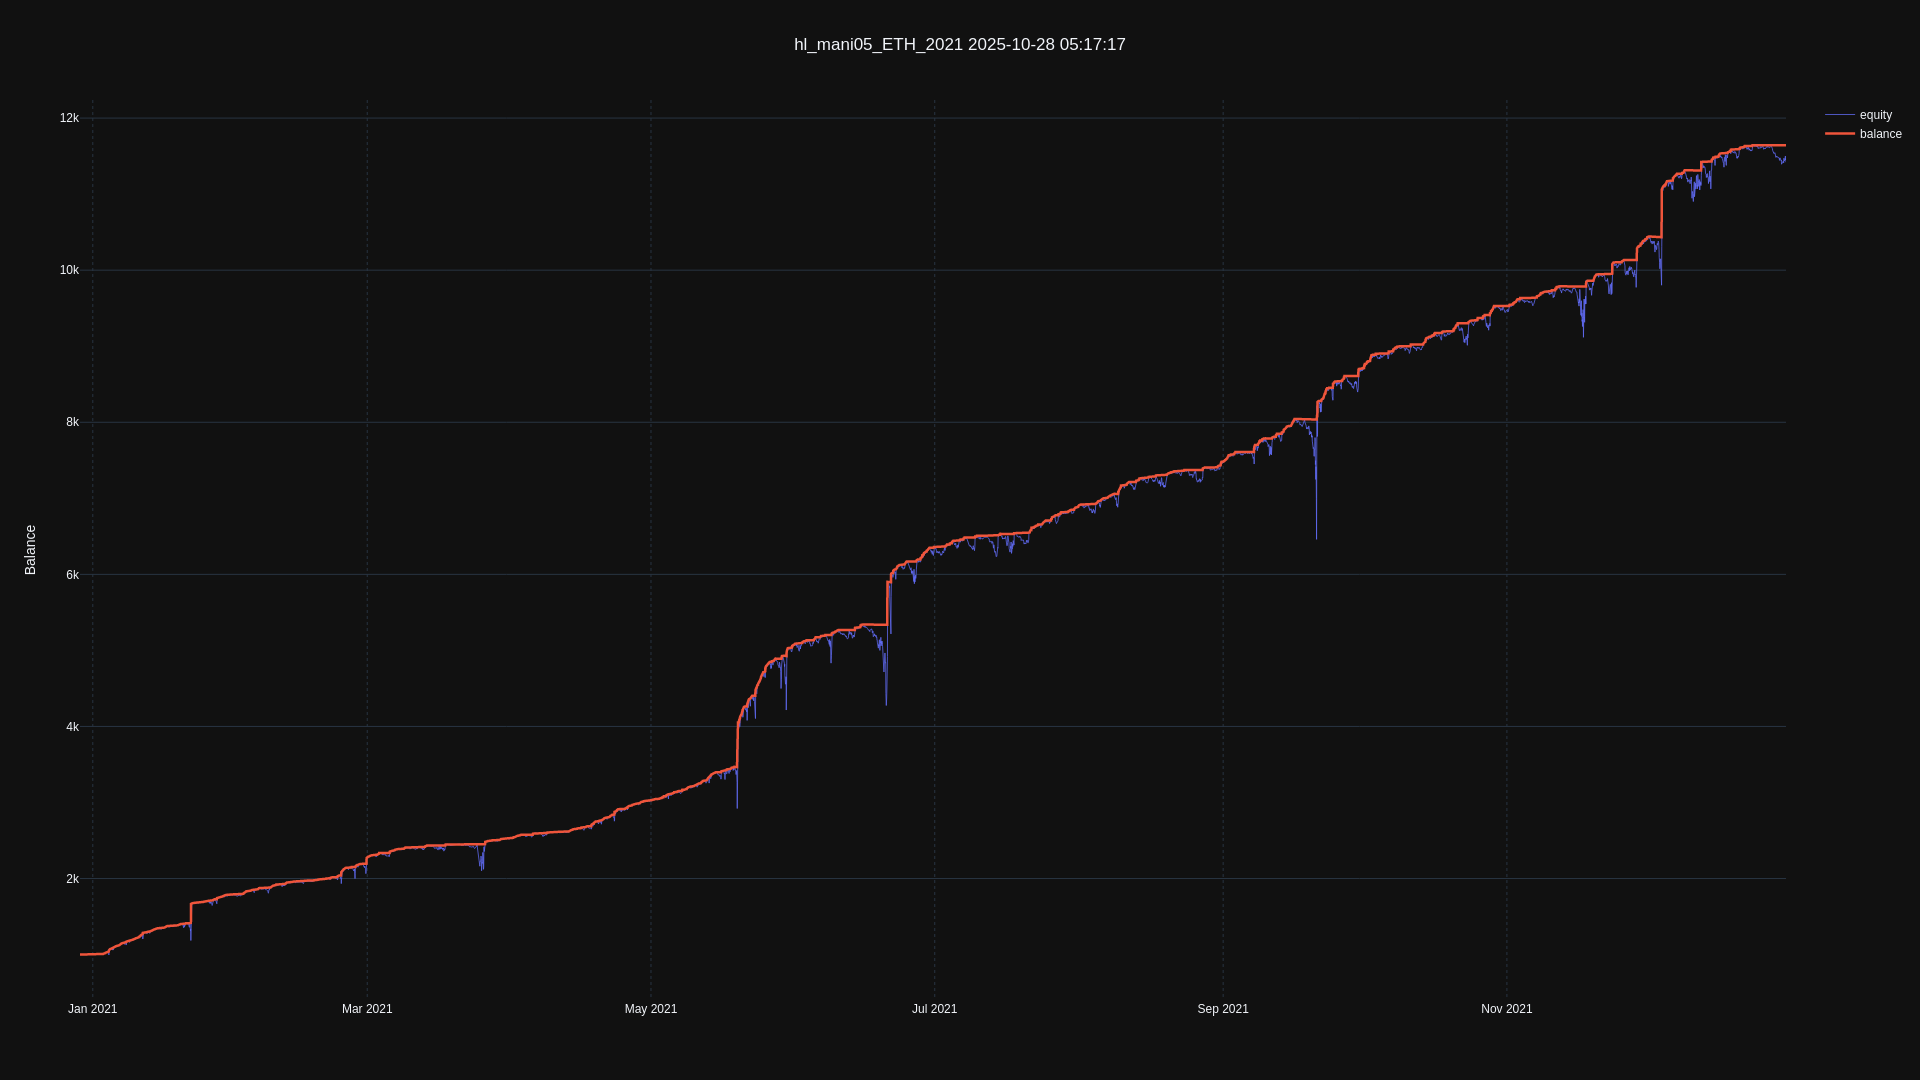 hl_mani05_ETH_2021 2025-10-28 05:17:17
equity
balance
Balance
12k
10k
8k
6k
4k
2k
Jan 2021
Mar 2021
May 2021
Jul 2021
Sep 2021
Nov 2021